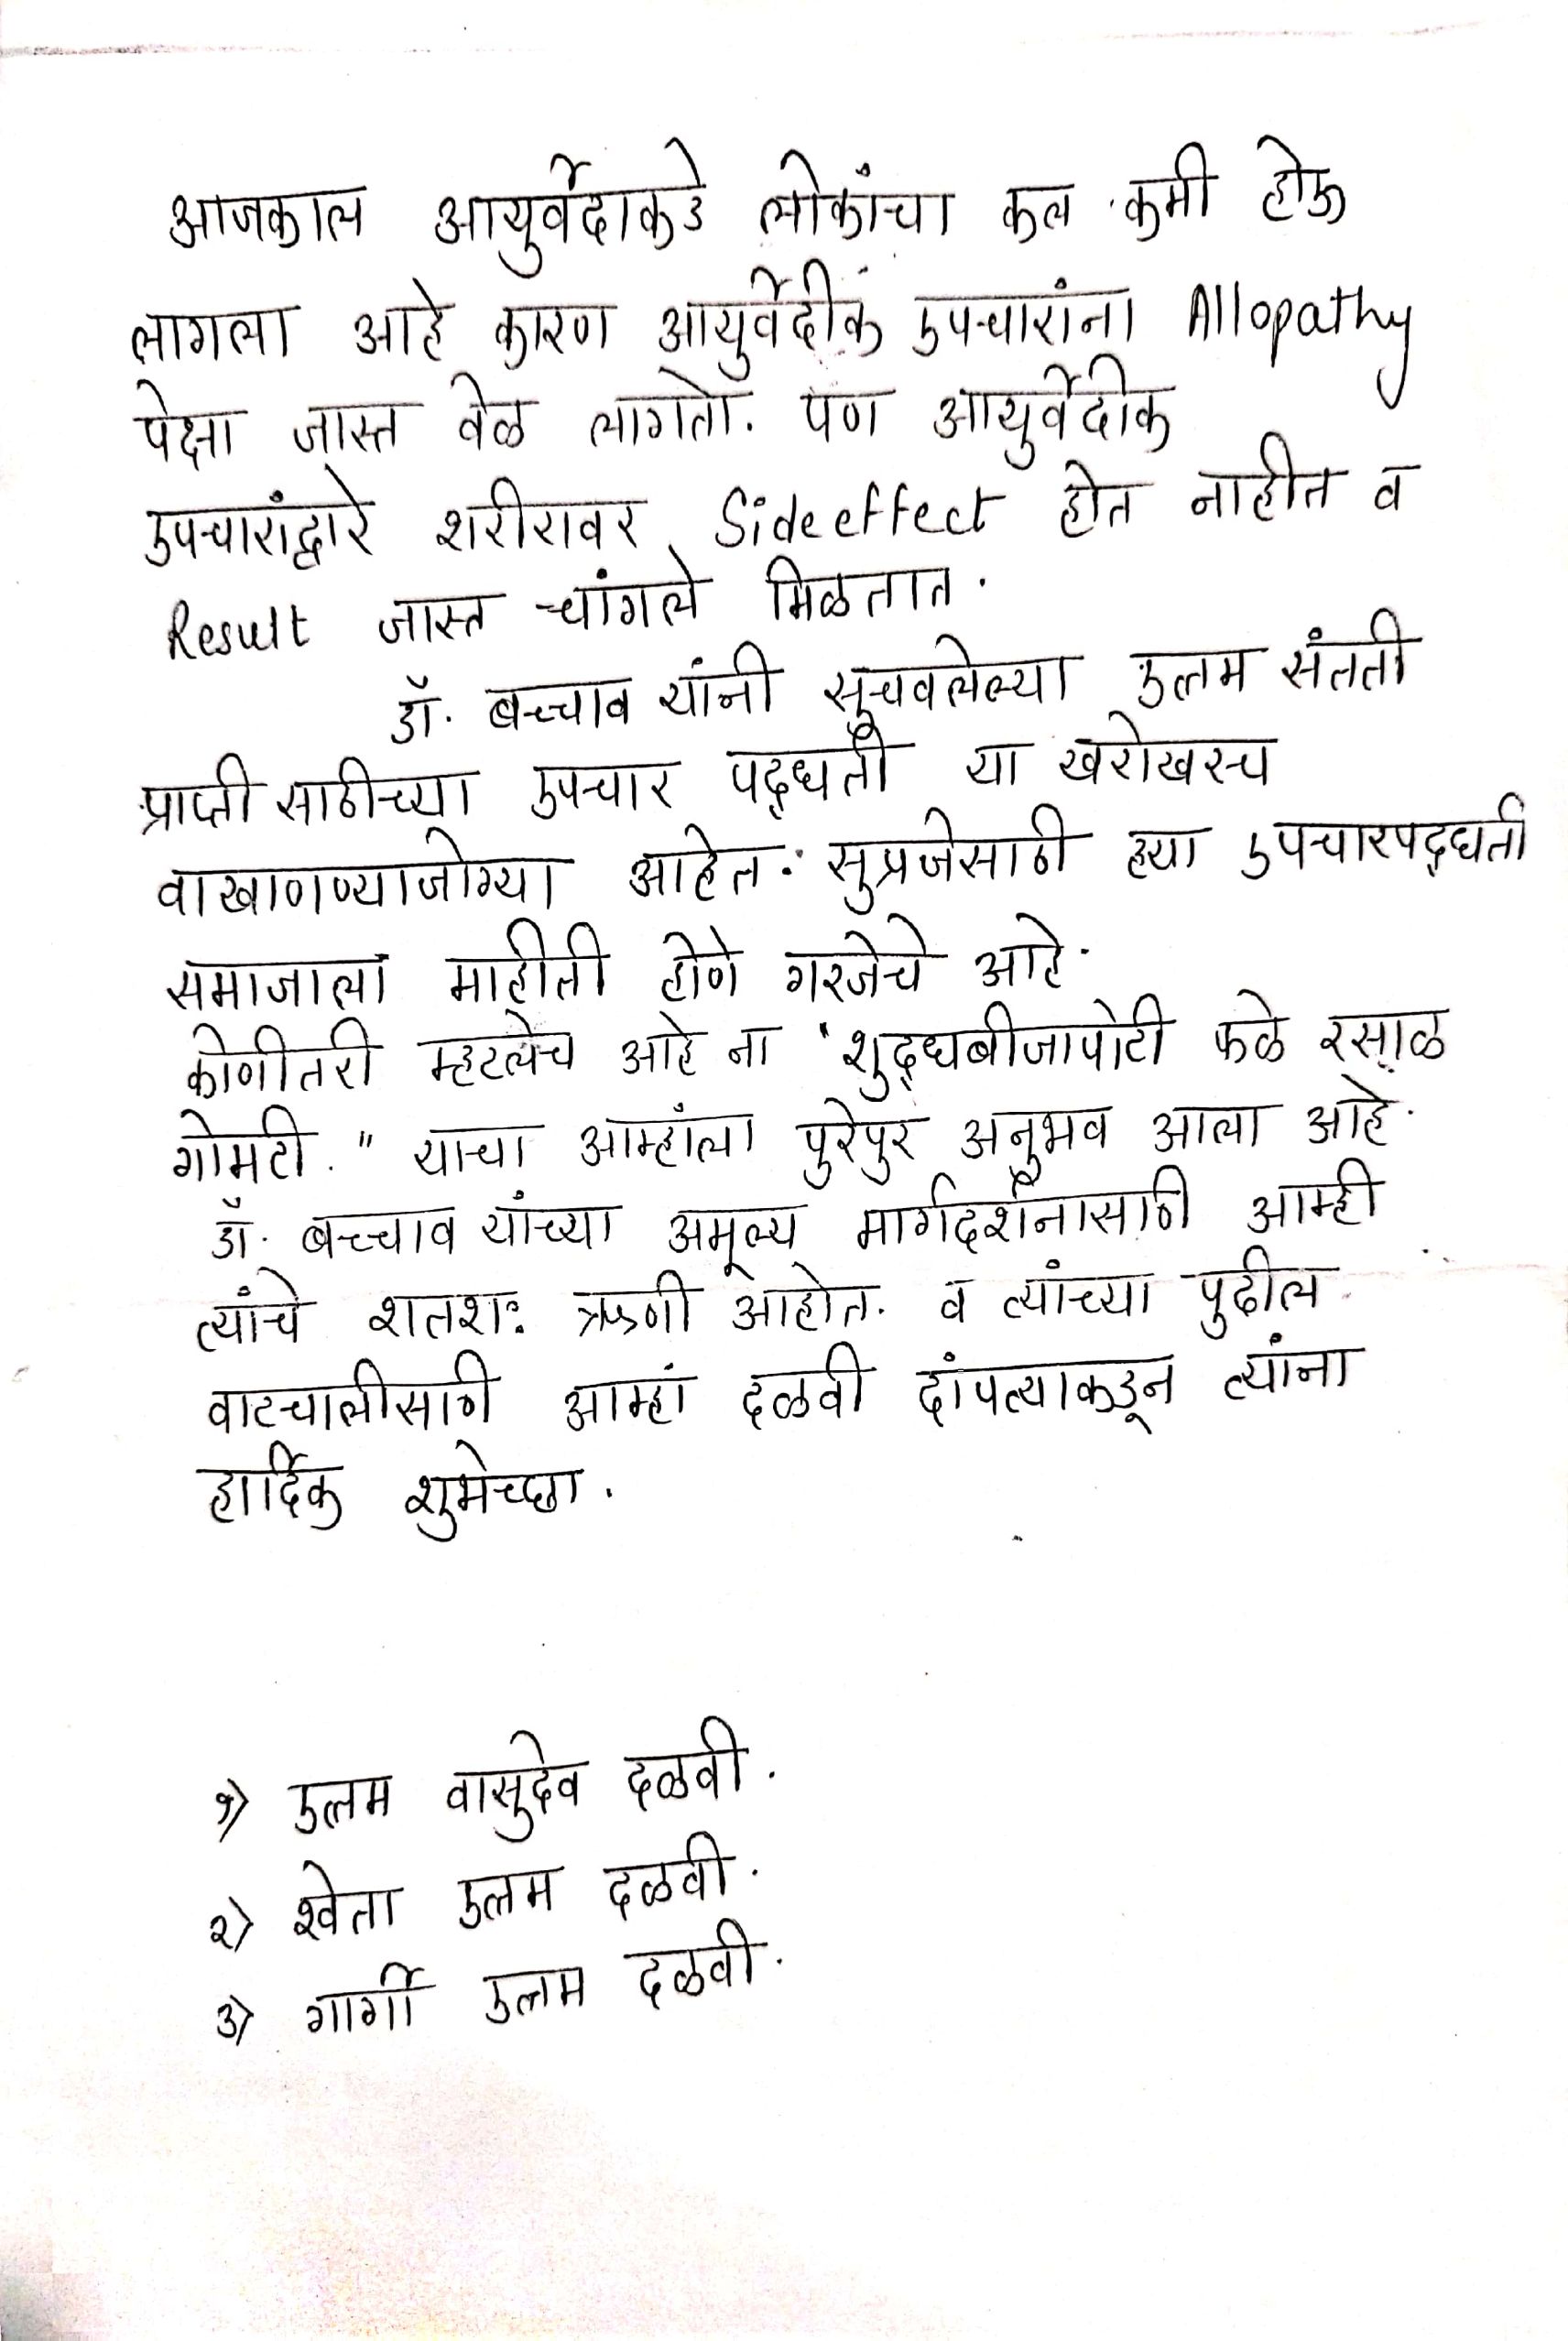 आजकाल आयुर्वेदाकडे लोकांचा कल कमी होऊ
लागला आहे कारण आयुर्वेदीक उपचारांना Allopathy
पेक्षा जास्त वेळ लागतो. पण आयुर्वेदीक
उपचारांद्वारे शरीरावर Sideeffect होत नाहीत व
Result जास्त चांगले मिळतात.
डॉ. बच्चाव यांनी सूचवलेल्या उत्तम संतती
प्राप्ती साठीच्या उपचार पद्धती या खरोखरच
वाखाणण्याजोग्या आहेत. सुप्रजेसाठी ह्या उपचारपद्धती
समाजाला माहीती होणे गरजेचे आहे.
कोणीतरी म्हटलेच आहे ना "शुद्धबीजापोटी फळे रसाळ
गोमटी." याचा आम्हांला पुरेपुर अनुभव आला आहे.
डॉ. बच्चाव यांच्या अमूल्य मार्गदर्शनासाठी आम्ही
त्यांचे शतशः ऋणी आहोत. व त्यांच्या पुढील
वाटचालीसाठी आम्हा दळवी दांपत्याकडून त्यांना
हार्दिक शुभेच्छा.
१) उत्तम वासुदेव दळवी.
२) श्वेता उत्तम दळवी.
३) गार्गी उत्तम दळवी.